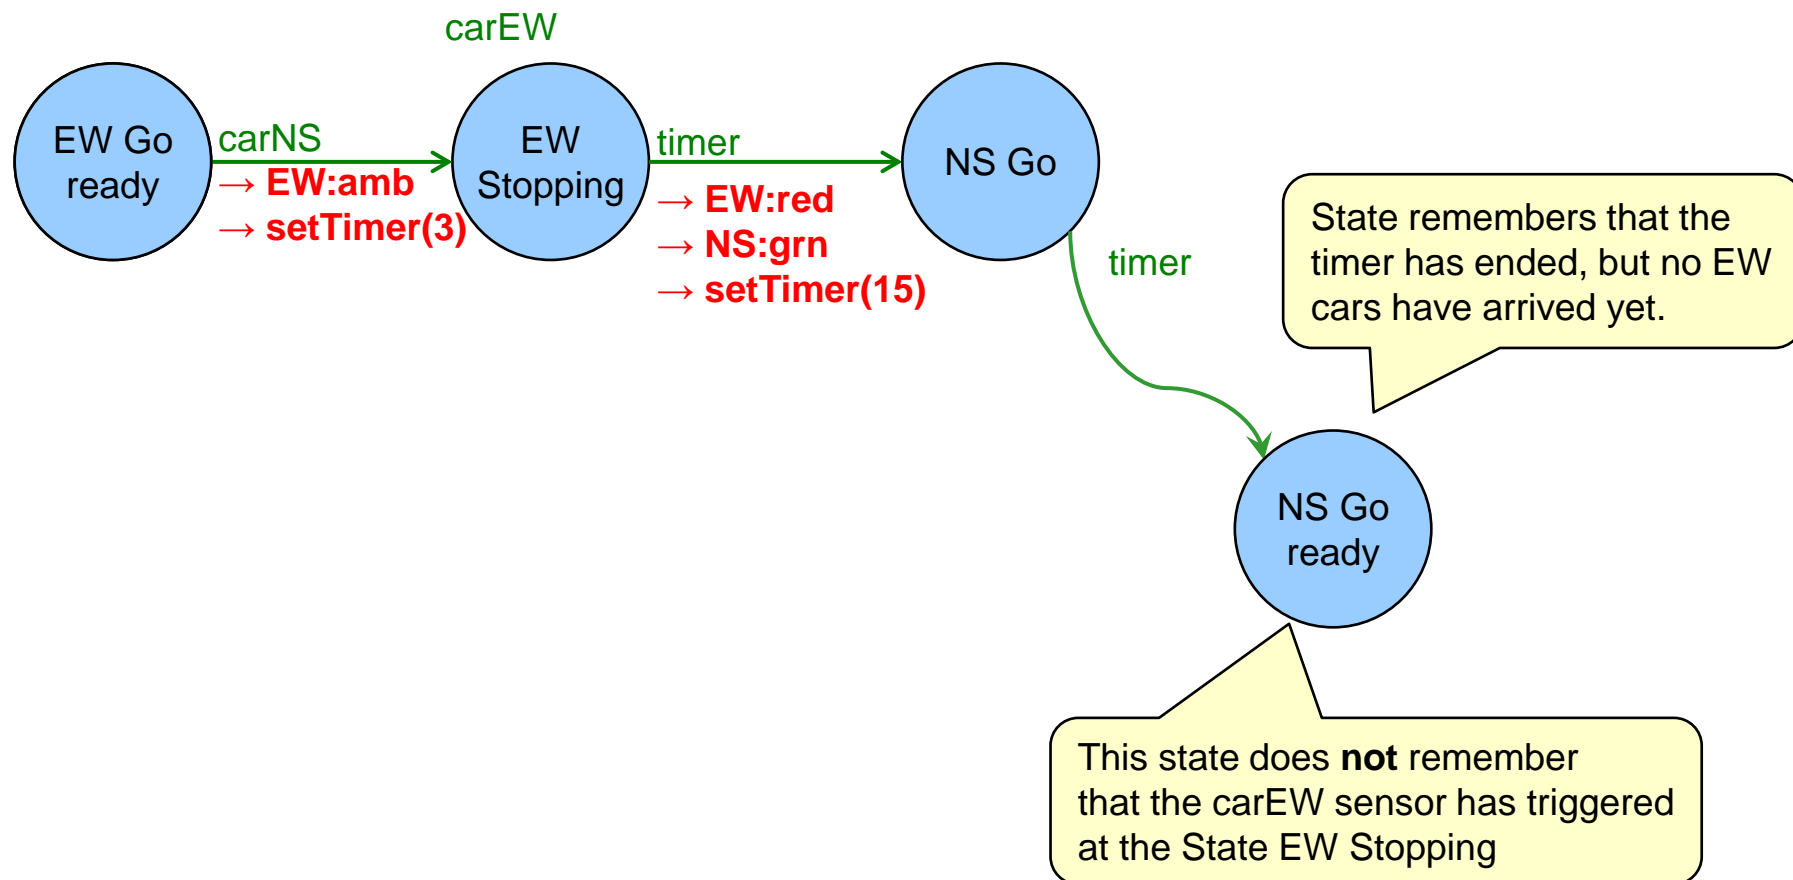 carEW
EW Go
ready
carNS
→ EW:amb
→ setTimer(3)
EW
Stopping
timer
→ EW:red
→ NS:grn
→ setTimer(15)
NS Go
timer
State remembers that the
timer has ended, but no EW
cars have arrived yet.
NS Go
ready
This state does not remember
that the carEW sensor has triggered
at the State EW Stopping